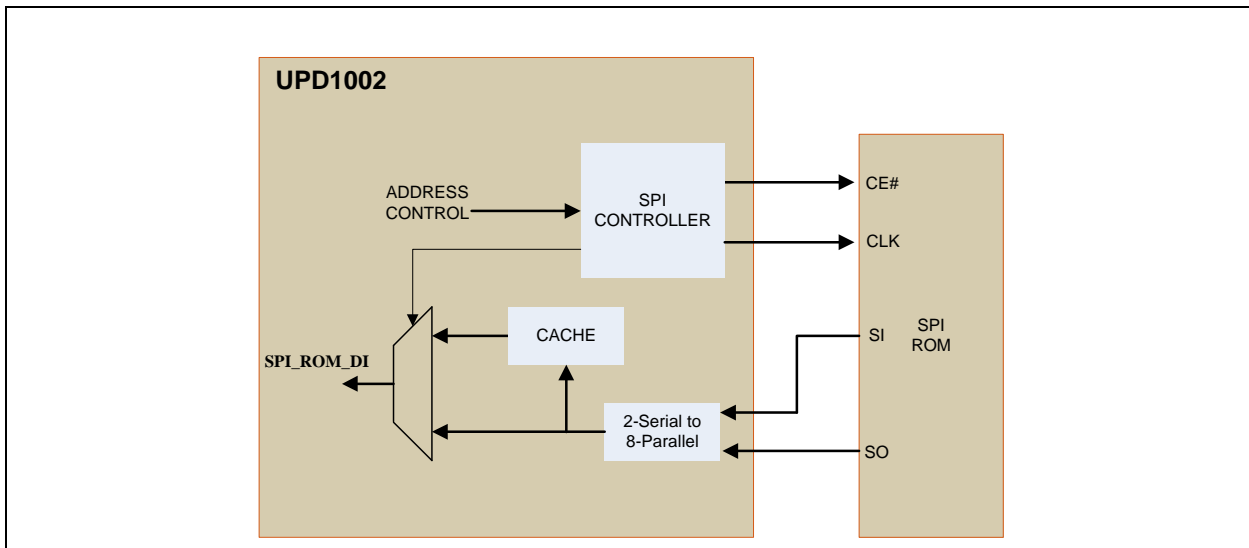 UPD1002
ADDRESS
CONTROL
SPI
CONTROLLER
CE#
CLK
CACHE
SI
SPI
ROM
SPI_ROM_DI
2-Serial to
8-Parallel
SO